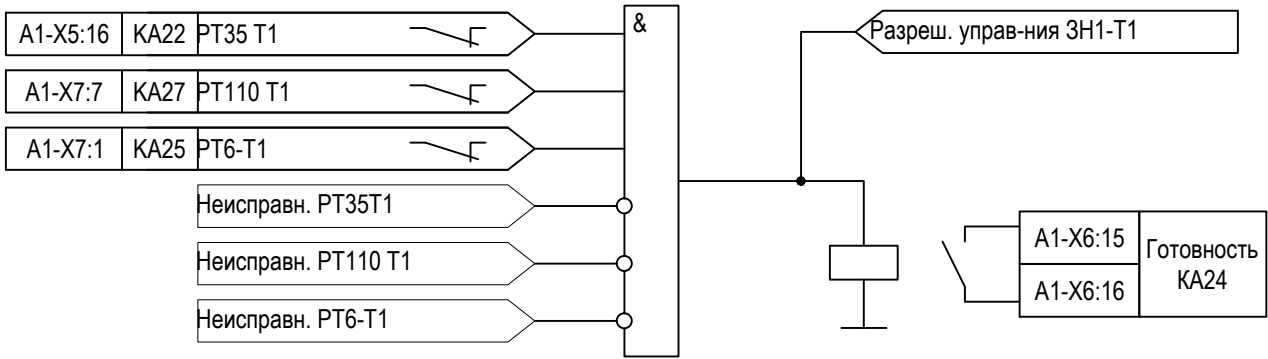 A1-X5:16 KA22 РТ35 Т1
&
Разреш. управ-ния ЗН1-Т1
A1-X7:7 KA27 РТ110 Т1
A1-X7:1 KA25 РТ6-Т1
Неисправн. РТ35Т1
Неисправн. РТ110 Т1
Неисправн. РТ6-Т1
A1-X6:15
A1-X6:16
Готовность
KA24